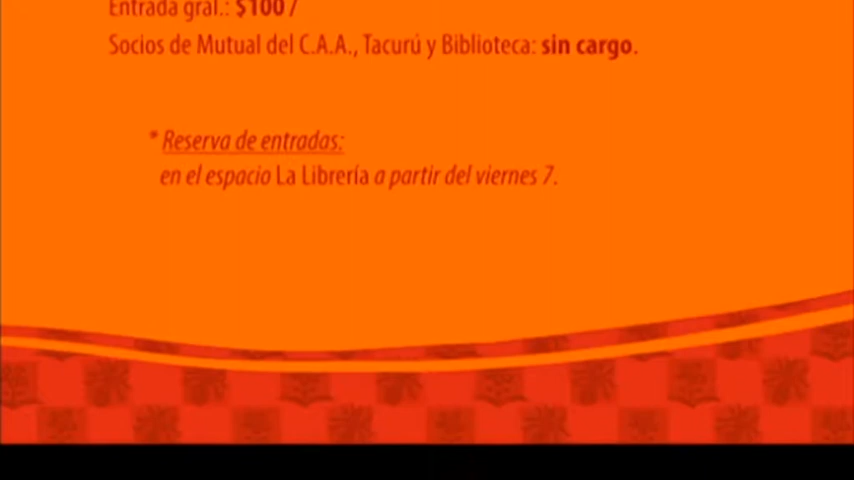 Entrada gral.: $100 /
Socios de Mutual del C.A.A., Tacurú y Biblioteca: sin cargo.
* Reserva de entradas:
en el espacio La Librería a partir del viernes 7.